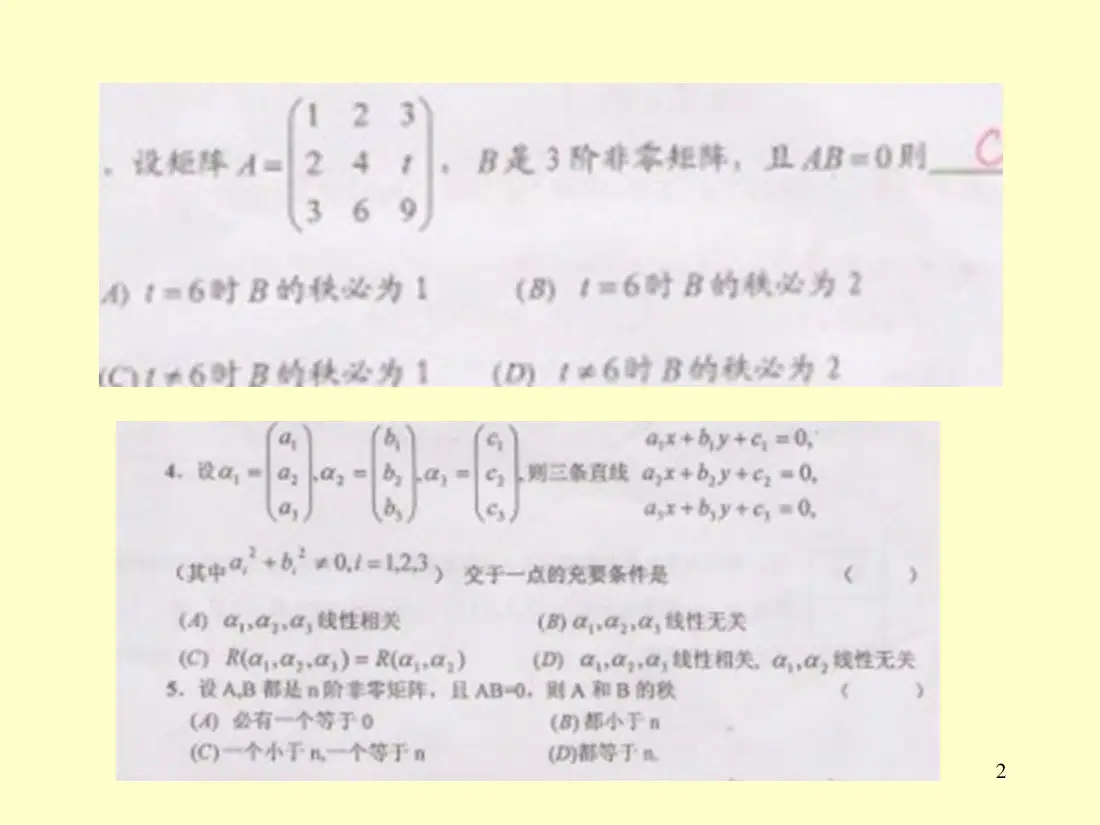 . 设矩阵 A = (1 2 3
2 4 t
3 6 9) , B 是 3 阶非零矩阵, 且 AB=0 则 C
A) t=6时 B 的秩必为 1 (B) t=6时 B 的秩必为 2
(C) t≠6时 B 的秩必为 1 (D) t≠6时 B 的秩必为 2
4. 设 α₁ = (a₁ a₂ a₃), α₂ = (b₁ b₂ b₃), α₃ = (c₁ c₂ c₃), 则三条直线
a₁x+b₁y+c₁=0,
a₂x+b₂y+c₂=0,
a₃x+b₃y+c₃=0,
(其中 aᵢ²+bᵢ²≠0, i=1,2,3) 交于一点的充要条件是 ( )
(A) α₁,α₂,α₃ 线性相关 (B) α₁,α₂,α₃ 线性无关
(C) R(α₁,α₂,α₃)=R(α₁,α₂) (D) α₁,α₂,α₃ 线性相关, α₁,α₂ 线性无关
5. 设 A,B 都是 n 阶非零矩阵, 且 AB=0, 则 A 和 B 的秩 ( )
(A) 必有一个等于 0 (B) 都小于 n
(C) 一个小于 n,一个等于 n (D)都等于 n.
2